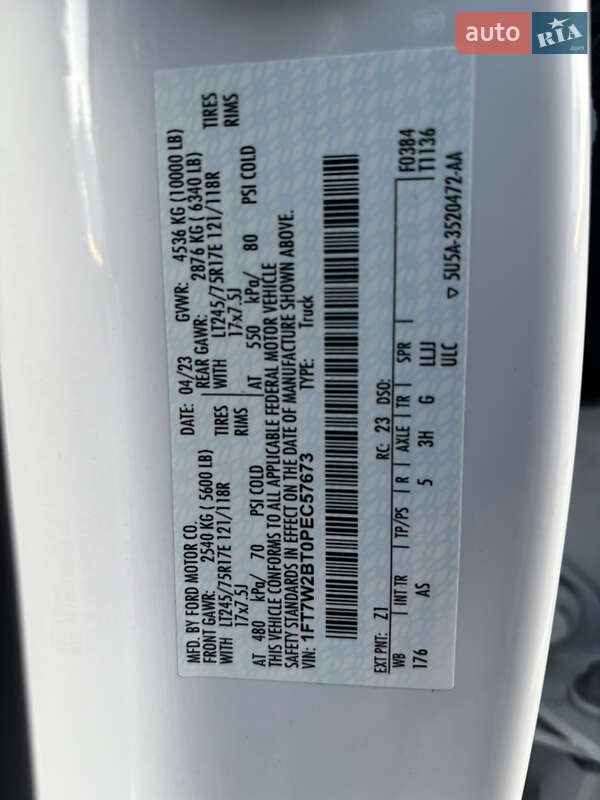 auto RIA.com
MFD. BY FORD MOTOR CO. DATE: 04/23 GVWR: 4536 KG (10000 LB)
FRONT GAWR: 2540 KG ( 5600 LB) REAR GAWR: 2876 KG ( 6340 LB)
WITH LT245/75R17E 121/118R TIRES WITH LT245/75R17E 121/118R TIRES
17x7.5J RIMS 17x7.5J RIMS
AT 480 kPa/ 70 PSI COLD AT 550 kPa/ 80 PSI COLD
THIS VEHICLE CONFORMS TO ALL APPLICABLE FEDERAL MOTOR VEHICLE
SAFETY STANDARDS IN EFFECT ON THE DATE OF MANUFACTURE SHOWN ABOVE.
VIN: 1FT7W2BT0PEC57673 TYPE: Truck
EXT PNT: Z1 RC: 23 DSO: F0384
WB INT TR TP/PS R AXLE TR SPR T1136
176 AS 5 3H G LLJJ
ULC ▽ 5U5A-3520472-AA